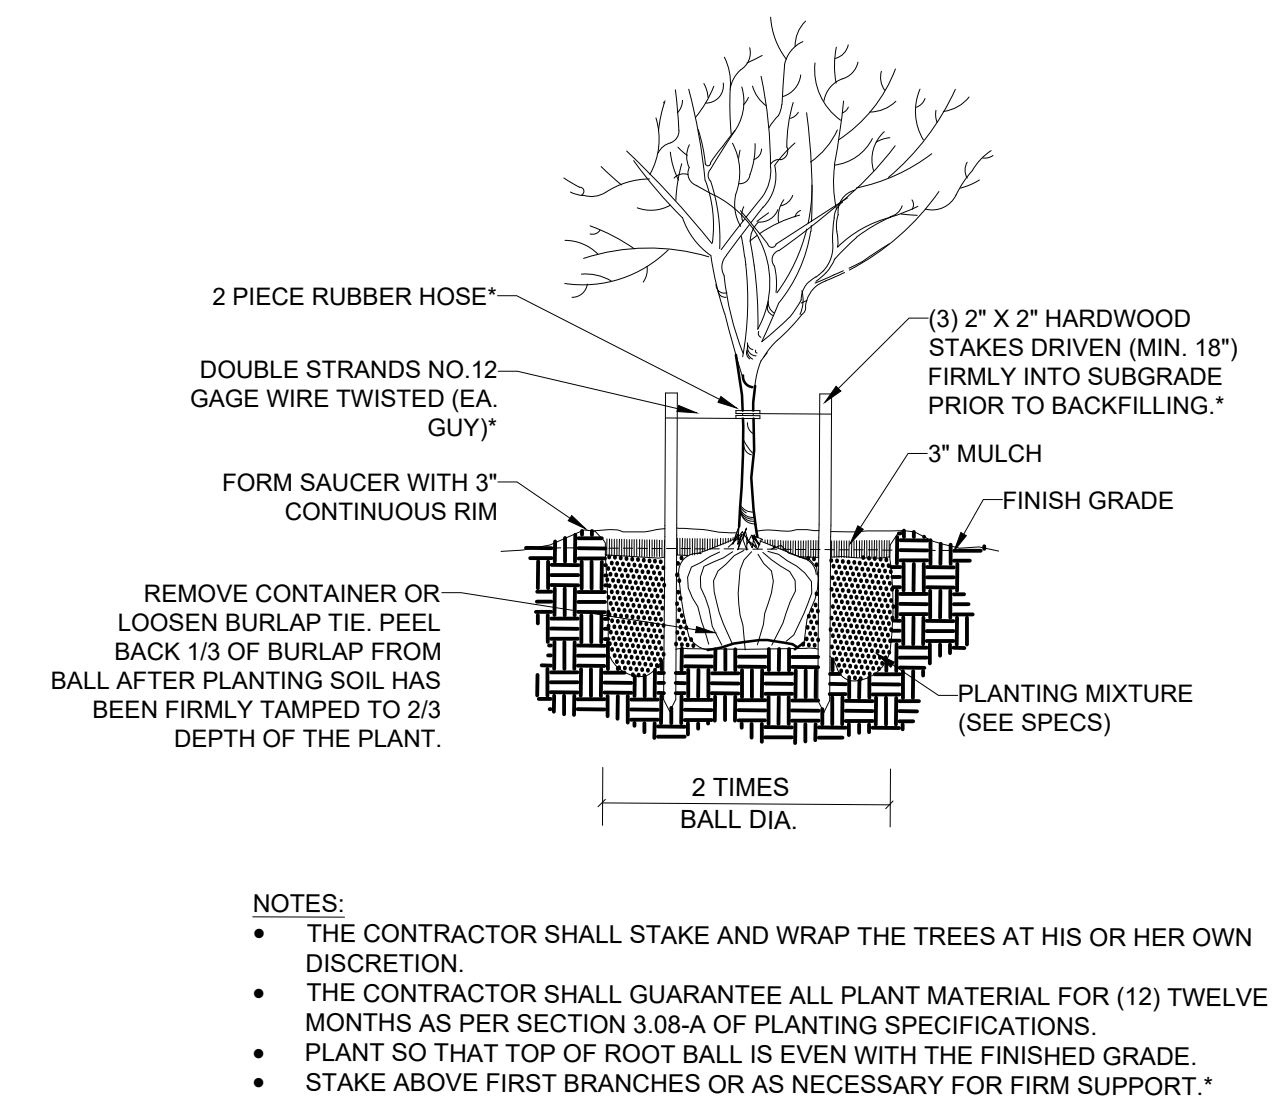 2 PIECE RUBBER HOSE*
DOUBLE STRANDS NO.12
GAGE WIRE TWISTED (EA.
GUY)*
FORM SAUCER WITH 3"
CONTINUOUS RIM
REMOVE CONTAINER OR
LOOSEN BURLAP TIE. PEEL
BACK 1/3 OF BURLAP FROM
BALL AFTER PLANTING SOIL HAS
BEEN FIRMLY TAMPED TO 2/3
DEPTH OF THE PLANT.
(3) 2" X 2" HARDWOOD
STAKES DRIVEN (MIN. 18")
FIRMLY INTO SUBGRADE
PRIOR TO BACKFILLING.*
3" MULCH
FINISH GRADE
PLANTING MIXTURE
(SEE SPECS)
2 TIMES
BALL DIA.
NOTES:
• THE CONTRACTOR SHALL STAKE AND WRAP THE TREES AT HIS OR HER OWN
DISCRETION.
• THE CONTRACTOR SHALL GUARANTEE ALL PLANT MATERIAL FOR (12) TWELVE
MONTHS AS PER SECTION 3.08-A OF PLANTING SPECIFICATIONS.
• PLANT SO THAT TOP OF ROOT BALL IS EVEN WITH THE FINISHED GRADE.
• STAKE ABOVE FIRST BRANCHES OR AS NECESSARY FOR FIRM SUPPORT.*